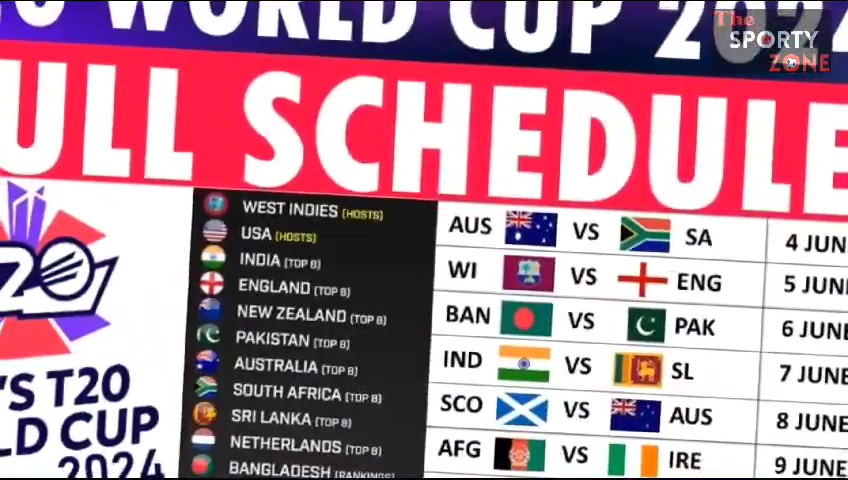 WORLD CUP 202
The
SPORTY
ZONE
ULL SCHEDULE
WEST INDIES (HOSTS)
USA (HOSTS)
INDIA (TOP 8)
ENGLAND (TOP 8)
NEW ZEALAND (TOP 8)
PAKISTAN (TOP 8)
AUSTRALIA (TOP 8)
SOUTH AFRICA (TOP 8)
SRI LANKA (TOP 8)
NETHERLANDS (TOP 8)
BANGLADESH (RANKINGS)
AUS VS SA 4 JUNE
WI VS ENG 5 JUN
BAN VS PAK 6 JUNE
IND VS SL 7 JUNE
SCO VS AUS 8 JUNE
AFG VS IRE 9 JUNE
T20
'S T20
LD CUP
2024